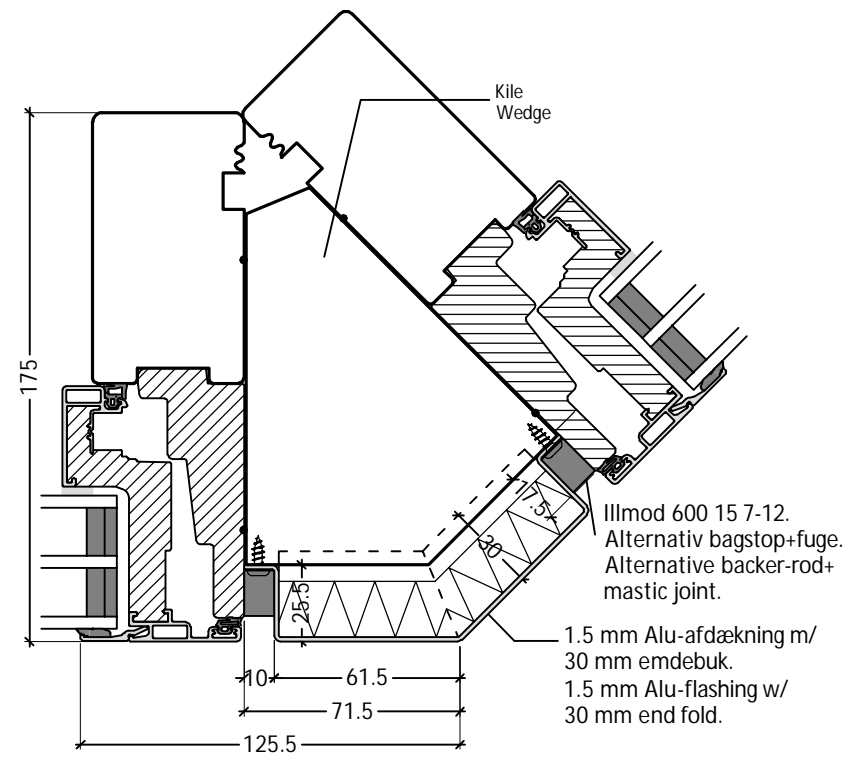 Kile
Wedge
175
17.5
30
25.5
Illmod 600 15 7-12.
Alternativ bagstop+fuge.
Alternative backer-rod+
mastic joint.
1.5 mm Alu-afdækning m/
30 mm emdebuk.
1.5 mm Alu-flashing w/
30 mm end fold.
10
61.5
71.5
125.5